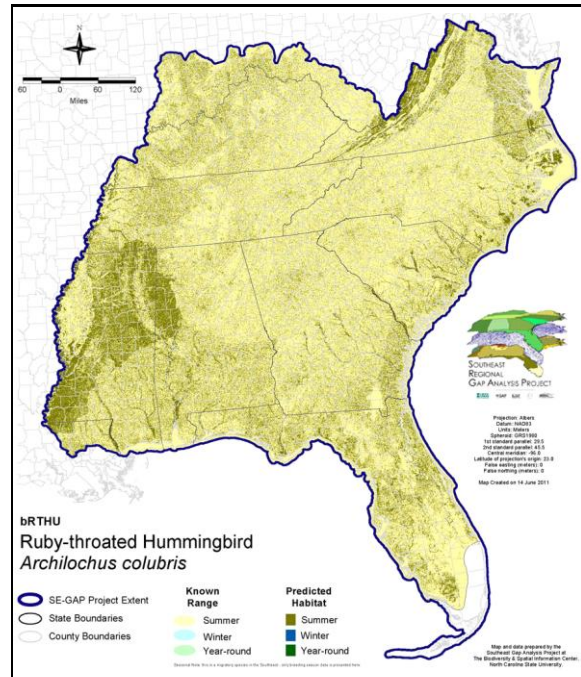 N
60 0 60 120
Miles
SOUTHEAST
REGIONAL
GAP ANALYSIS PROJECT
Projection: Albers
Datum: NAD83
Units: Meters
Spheroid: GRS1980
1st standard parallel: 29.5
2nd standard parallel: 45.5
Central meridian: -96.0
Latitude of projection's origin: 23.0
False easting (meters): 0
False northing (meters): 0
Map Created on 14 June 2011
bRTHU
Ruby-throated Hummingbird
Archilochus colubris
SE-GAP Project Extent
State Boundaries
County Boundaries
Known
Range
Summer
Winter
Year-round
Predicted
Habitat
Summer
Winter
Year-round
Map and data prepared by the
Southeast Gap Analysis Project at
The Biodiversity & Spatial Information Center,
North Carolina State University.